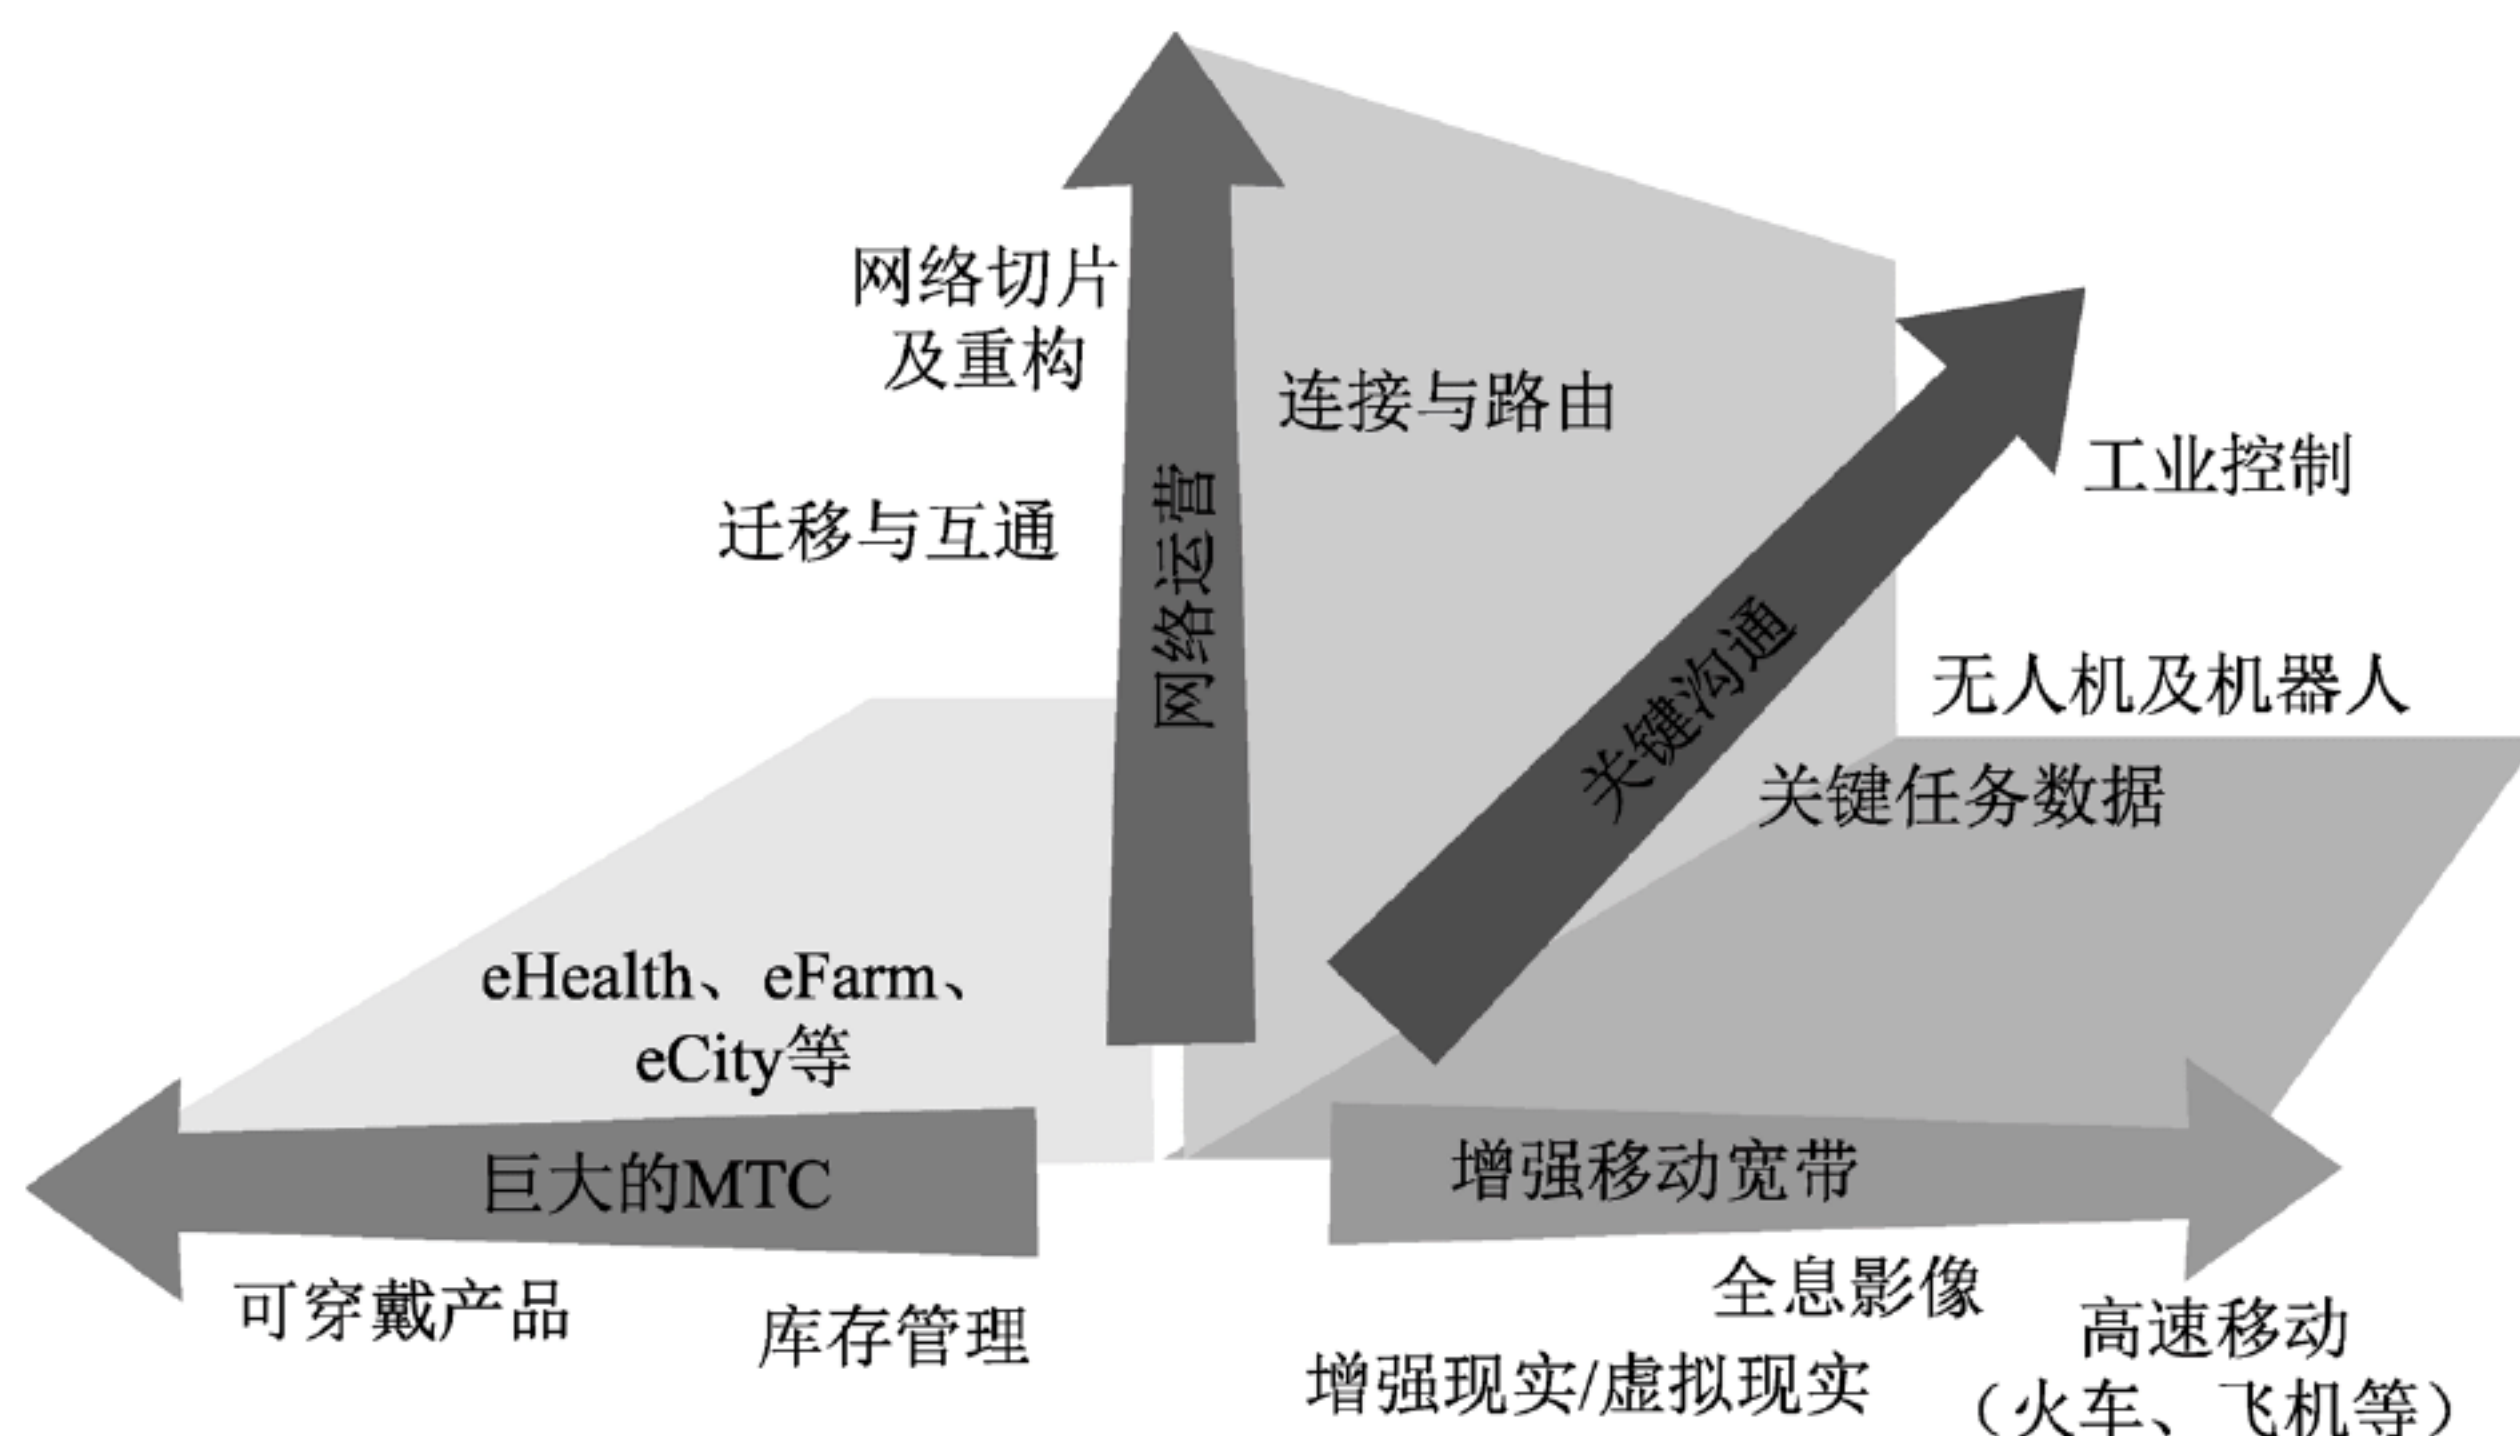 网络切片
及重构
连接与路由
工业控制
迁移与互通
网络运营
关键沟通
无人机及机器人
关键任务数据
eHealth、eFarm、
eCity等
巨大的MTC
增强移动宽带
可穿戴产品
库存管理
全息影像
增强现实/虚拟现实
高速移动
（火车、飞机等）